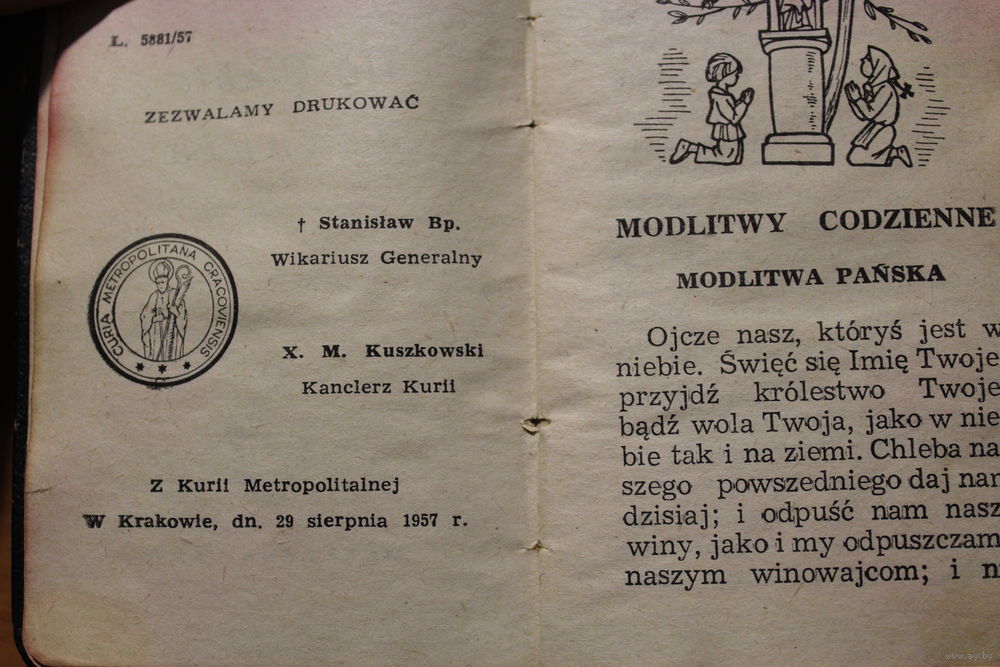 L. 5881/57
ZEZWALAMY DRUKOWAĆ
† Stanisław Bp.
Wikariusz Generalny
CURIA METROPOLITANA CRACOVIENSIS
X. M. Kuszkowski
Kanclerz Kurii
Z Kurii Metropolitalnej
W Krakowie, dn. 29 sierpnia 1957 r.
MODLITWY CODZIENNE
MODLITWA PAŃSKA
Ojcze nasz, któryś jest w
niebie. Święć się Imię Twoje
przyjdź królestwo Twoje
bądź wola Twoja, jako w nie
bie tak i na ziemi. Chleba na
szego powszedniego daj nam
dzisiaj; i odpuść nam nasz
winy, jako i my odpuszczam
naszym winowajcom; i n
www.ay.by